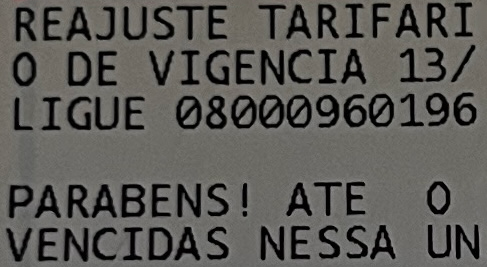 REAJUSTE TARIFARI
O DE VIGENCIA 13/
LIGUE 08000960196
PARABENS! ATE O
VENCIDAS NESSA UN